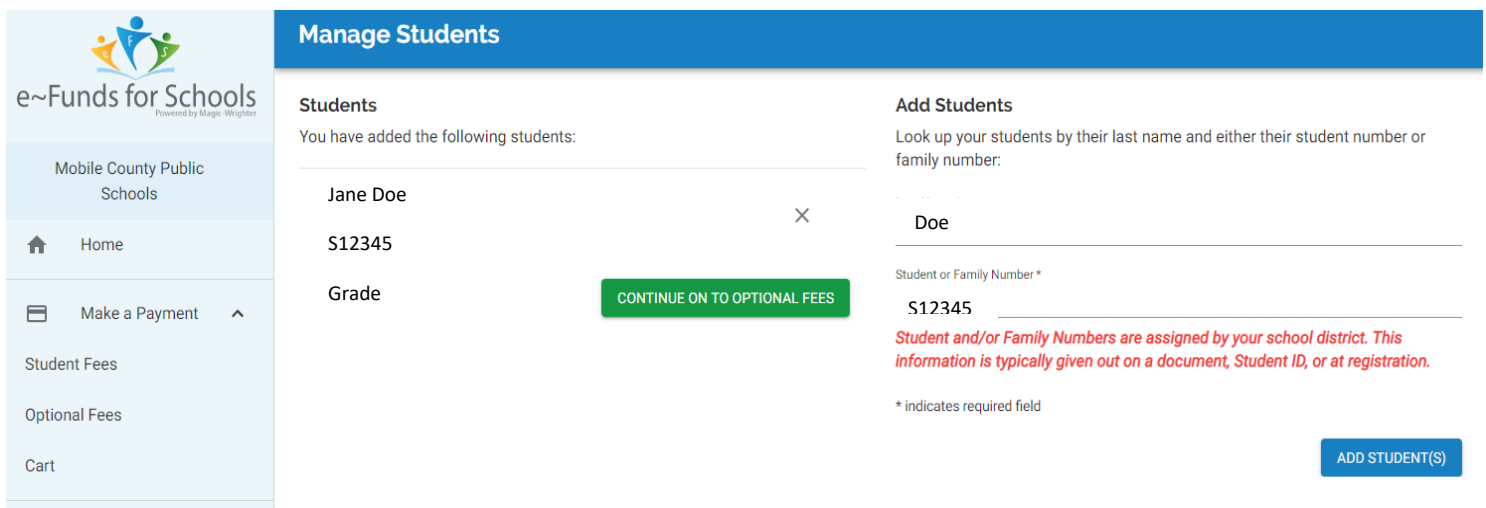 e F S
e~Funds for Schools
Powered by Magic-Wrighter
Mobile County Public
Schools
Home
Make a Payment
Student Fees
Optional Fees
Cart
Manage Students
Students
You have added the following students:
Jane Doe
S12345
Grade
CONTINUE ON TO OPTIONAL FEES
Add Students
Look up your students by their last name and either their student number or
family number:
Doe
Student or Family Number *
S12345
Student and/or Family Numbers are assigned by your school district. This
information is typically given out on a document, Student ID, or at registration.
* indicates required field
ADD STUDENT(S)